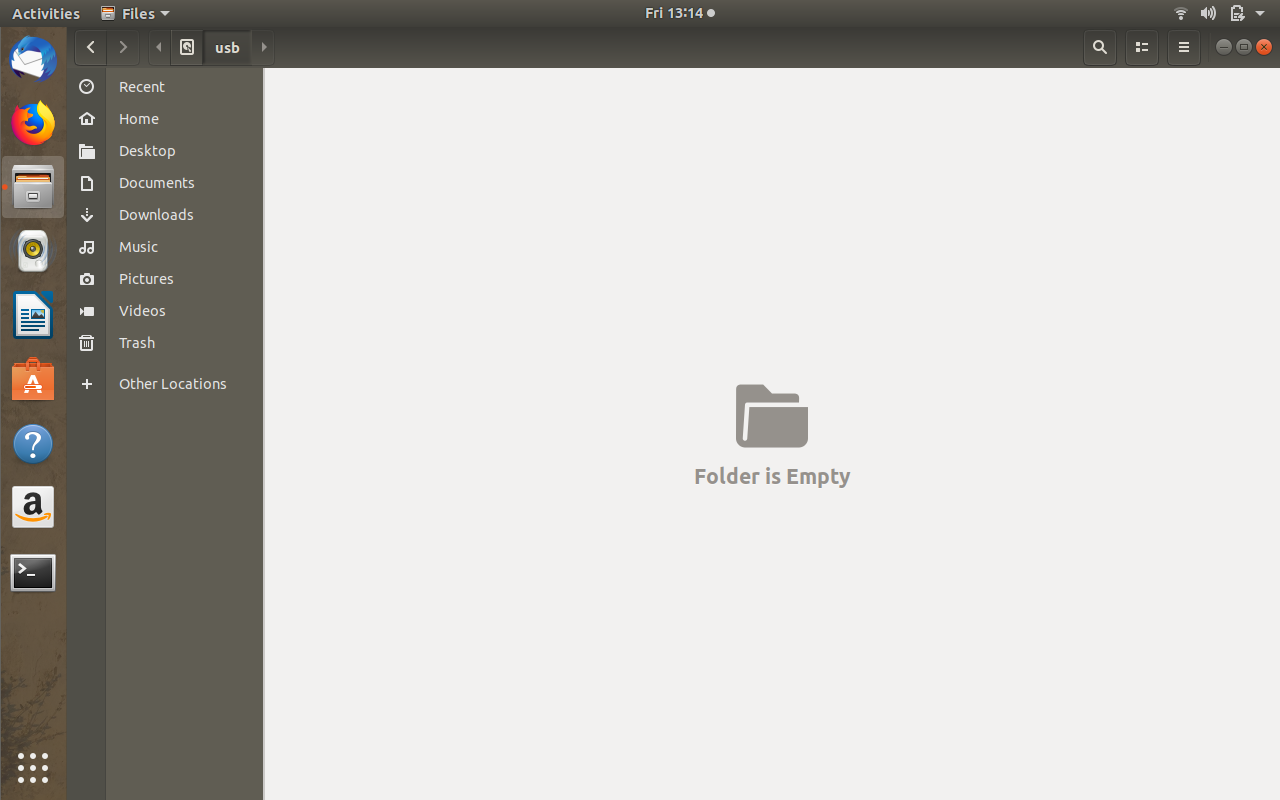 Activities Files Fri 13:14
usb
Recent
Home
Desktop
Documents
Downloads
Music
Pictures
Videos
Trash
Other Locations
Folder is Empty